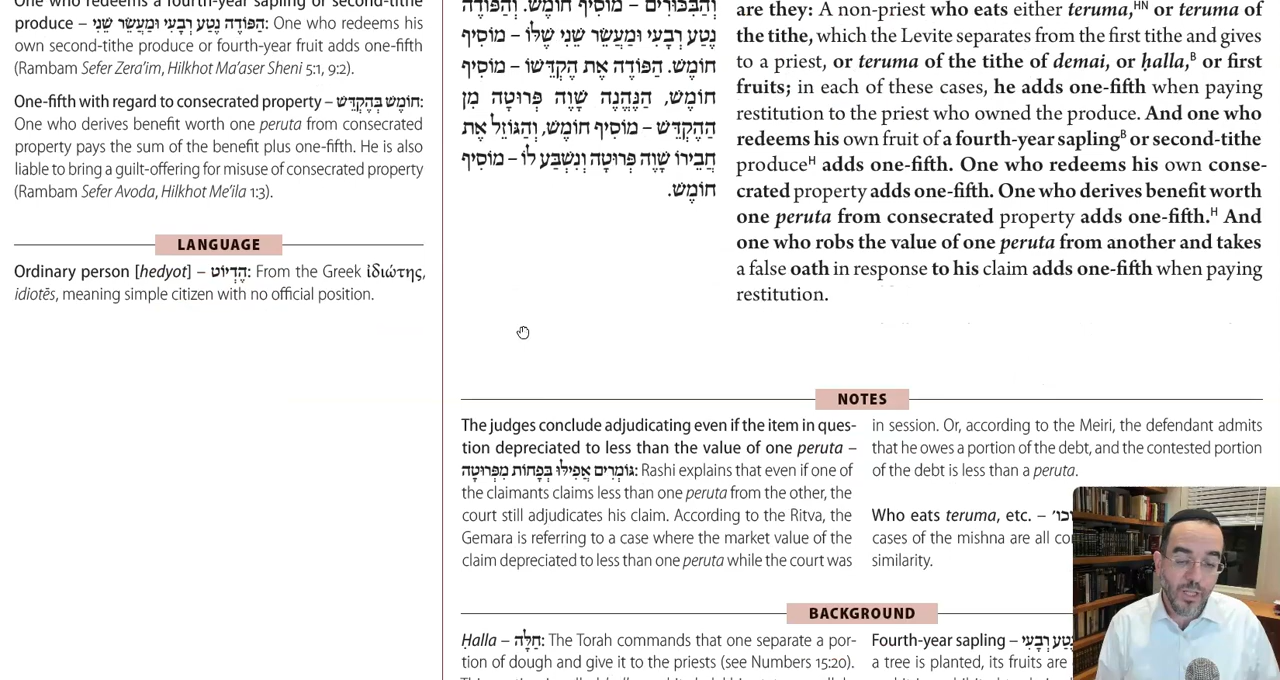 One who redeems a fourth-year sapling or second-tithe
produce – הַפּוֹדֶה נֶטַע רְבָעִי וּמַעֲשֵׂר שֵׁנִי: One who redeems his
own second-tithe produce or fourth-year fruit adds one-fifth
(Rambam Sefer Zera'im, Hilkhot Ma'aser Sheni 5:1, 9:2).
One-fifth with regard to consecrated property – חוֹמֶשׁ בְּהֶקְדֵּשׁ:
One who derives benefit worth one peruta from consecrated
property pays the sum of the benefit plus one-fifth. He is also
liable to bring a guilt-offering for misuse of consecrated property
(Rambam Sefer Avoda, Hilkhot Me'ila 1:3).
LANGUAGE
Ordinary person [hedyot] – הֶדְיוֹט: From the Greek ἰδιώτης,
idiotēs, meaning simple citizen with no official position.
וְהַבִּכּוּרִים – מוֹסִיף חוֹמֶשׁ. וְהַפּוֹדֶה
נֶטַע רְבָעִי וּמַעֲשֵׂר שֵׁנִי שֶׁלּוֹ – מוֹסִיף
חוֹמֶשׁ. הַפּוֹדֶה אֶת הֶקְדֵּשׁוֹ – מוֹסִיף
חוֹמֶשׁ, הַנֶּהֱנֶה שָׁוֶה פְּרוּטָה מִן
הַהֶקְדֵּשׁ – מוֹסִיף חוֹמֶשׁ, וְהַגּוֹזֵל אֶת
חֲבֵירוֹ שָׁוֶה פְּרוּטָה וְנִשְׁבַּע לוֹ – מוֹסִיף
חוֹמֶשׁ.
are they: A non-priest who eats either teruma,HN or teruma of
the tithe, which the Levite separates from the first tithe and gives
to a priest, or teruma of the tithe of demai, or ḥalla,B or first
fruits; in each of these cases, he adds one-fifth when paying
restitution to the priest who owned the produce. And one who
redeems his own fruit of a fourth-year saplingB or second-tithe
produceH adds one-fifth. One who redeems his own conse-
crated property adds one-fifth. One who derives benefit worth
one peruta from consecrated property adds one-fifth.H And
one who robs the value of one peruta from another and takes
a false oath in response to his claim adds one-fifth when paying
restitution.
NOTES
The judges conclude adjudicating even if the item in ques-
tion depreciated to less than the value of one peruta –
גּוֹמְרִים אֲפִילּוּ בְּפָחוֹת מִפְּרוּטָה: Rashi explains that even if one of
the claimants claims less than one peruta from the other, the
court still adjudicates his claim. According to the Ritva, the
Gemara is referring to a case where the market value of the
claim depreciated to less than one peruta while the court was
in session. Or, according to the Meiri, the defendant admits
that he owes a portion of the debt, and the contested portion
of the debt is less than a peruta.
Who eats teruma, etc. –
cases of the mishna are all
similarity.
BACKGROUND
Ḥalla – חַלָּה: The Torah commands that one separate a por-
tion of dough and give it to the priests (see Numbers 15:20).
Fourth-year sapling – נֶטַע רְבָעִי
a tree is planted, its fruits are